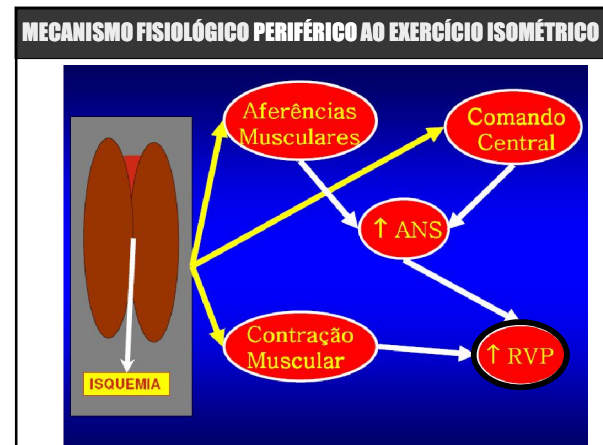 MECANISMO FISIOLÓGICO PERIFÉRICO AO EXERCÍCIO ISOMÉTRICO
Aferências
Musculares
Comando
Central
↑ ANS
Contração
Muscular
↑ RVP
ISQUEMIA